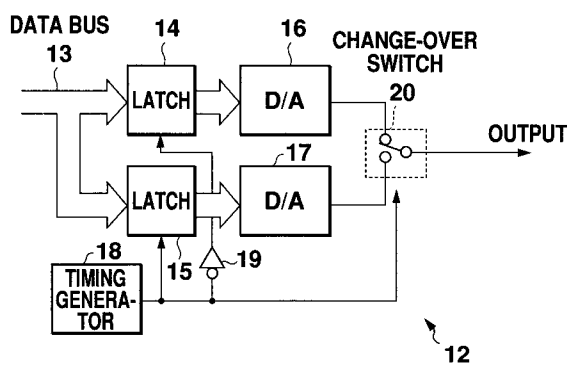 DATA BUS
13
14
LATCH
16
D/A
CHANGE-OVER
SWITCH
20
OUTPUT
LATCH
15
17
D/A
18
TIMING
GENERA-
TOR
19
12